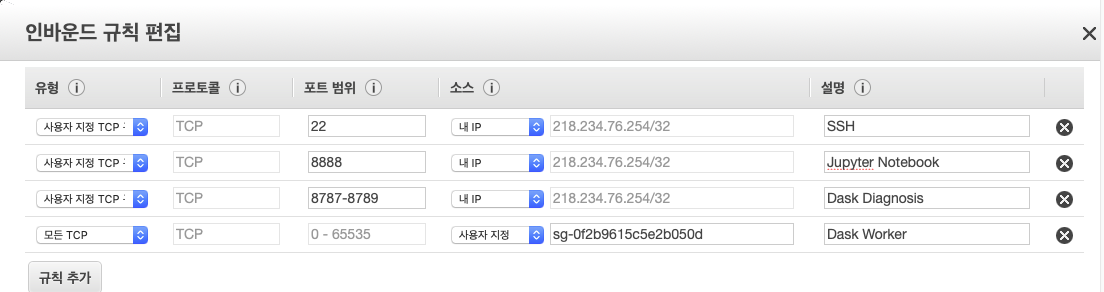 인바운드 규칙 편집
유형 프로토콜 포트 범위 소스 설명
사용자 지정 TCP TCP 22 내 IP 218.234.76.254/32 SSH
사용자 지정 TCP TCP 8888 내 IP 218.234.76.254/32 Jupyter Notebook
사용자 지정 TCP TCP 8787-8789 내 IP 218.234.76.254/32 Dask Diagnosis
모든 TCP TCP 0 - 65535 사용자 지정 sg-0f2b9615c5e2b050d Dask Worker
규칙 추가